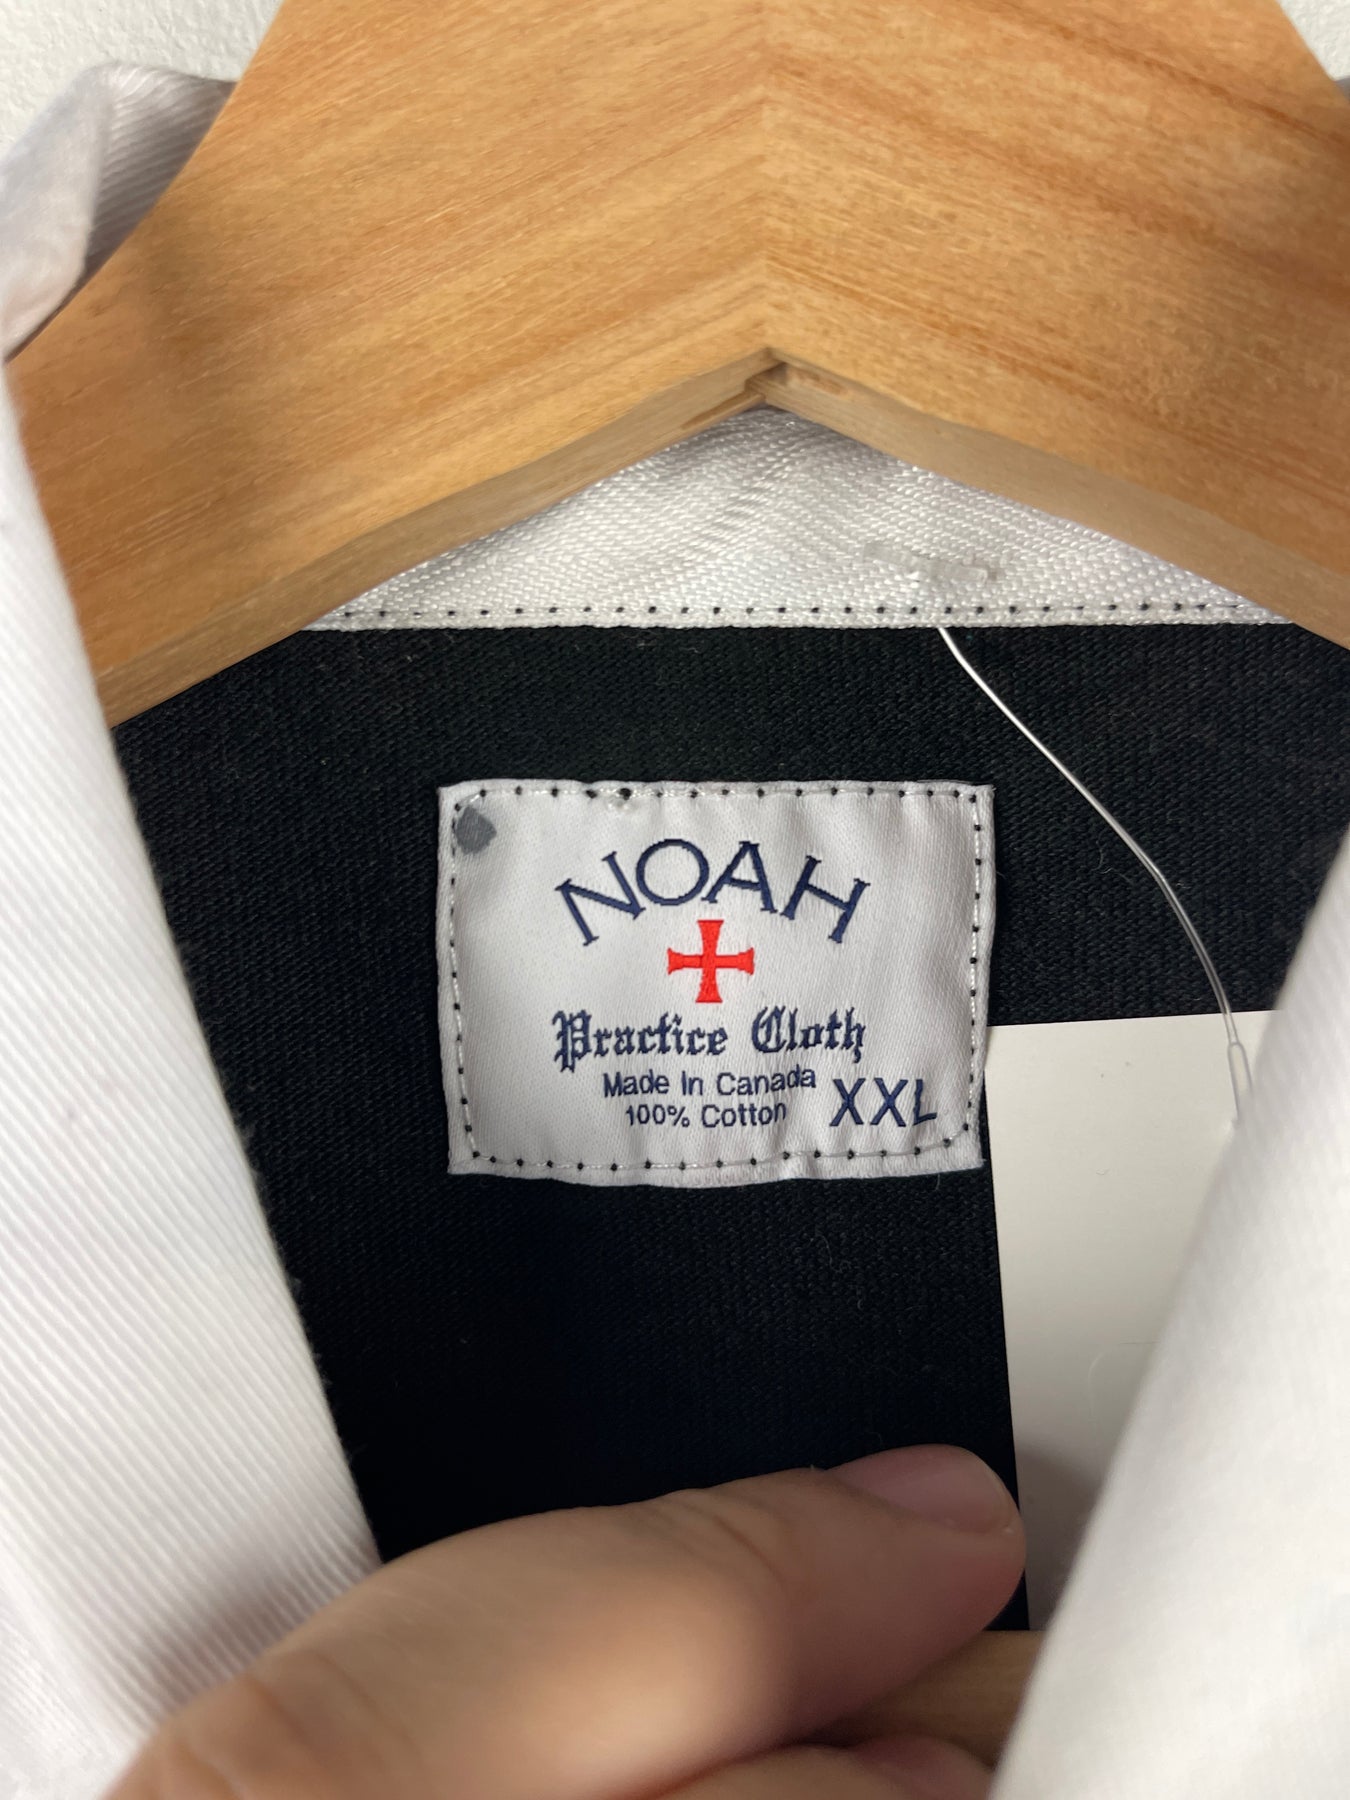 NOAH
Practice Cloth
Made In Canada
100% Cotton
XXL